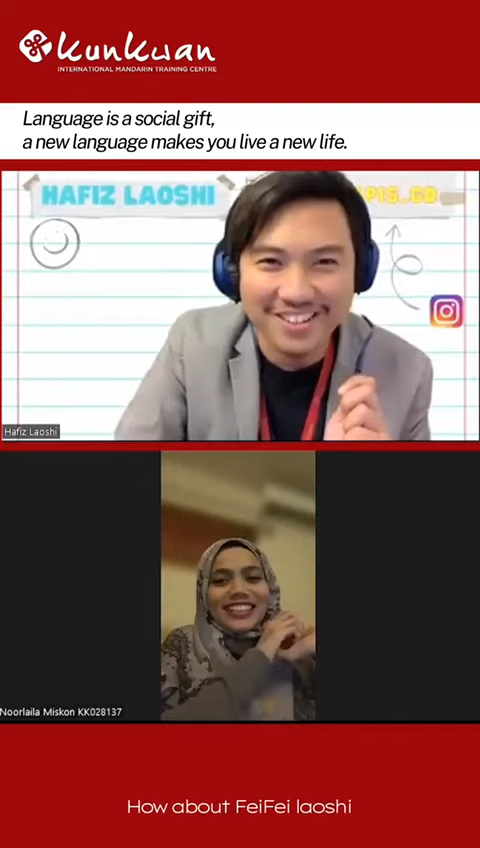 kunkwan
INTERNATIONAL MANDARIN TRAINING CENTRE
Language is a social gift,
a new language makes you live a new life.
HAFIZ LAOSHI
Hafiz Laoshi
Noorlaila Miskon KK028137
How about FeiFei laoshi